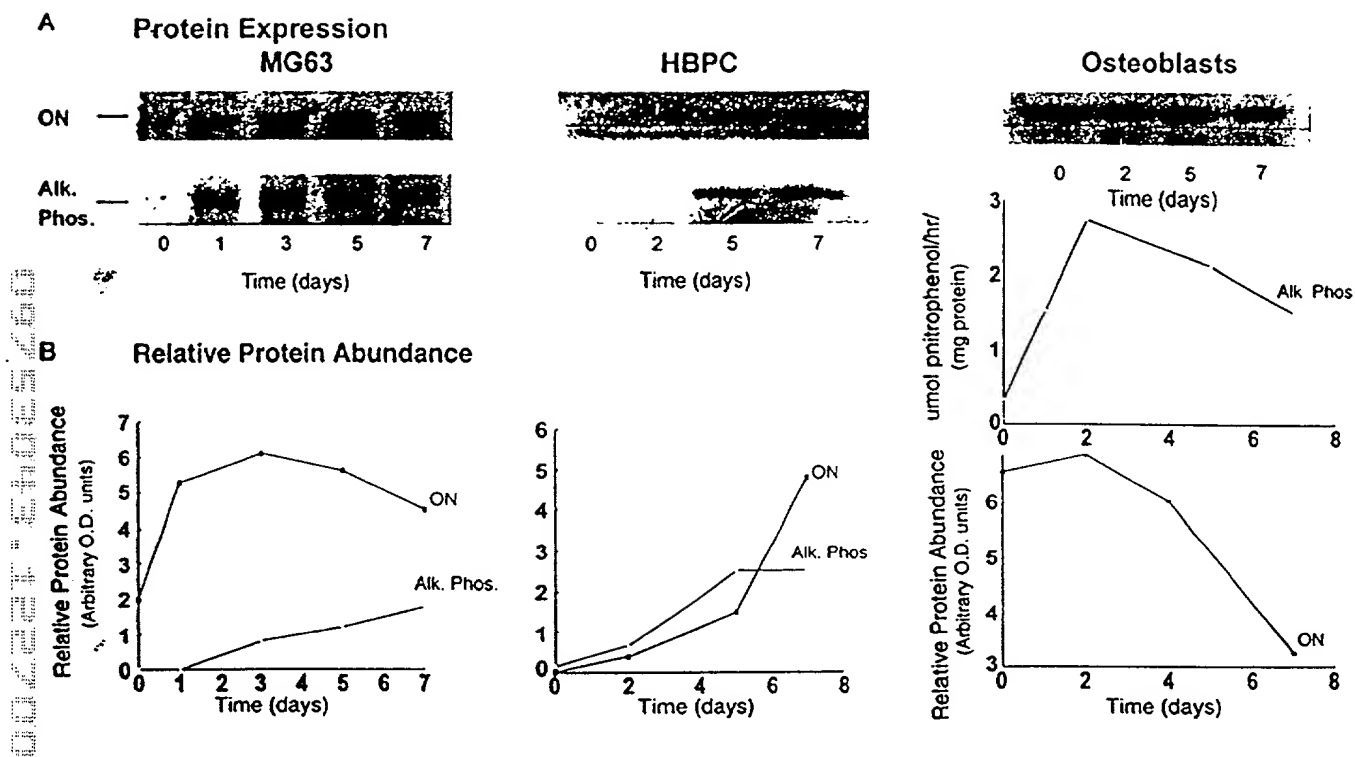 A Protein Expression
MG63
HBPC
Osteoblasts
ON
Alk.
Phos.
0 1 3 5 7
Time (days)
0 2 5 7
Time (days)
0 2 5 7
Time (days)
umol pnitrophenol/hr/
(mg protein)
3
2
1
0
Alk Phos
0 2 4 6 8
B Relative Protein Abundance
Relative Protein Abundance
(Arbitrary O.D. units)
7
6
5
4
3
2
1
0
ON
Alk. Phos.
0 1 3 5 7
Time (days)
6
5
4
3
2
1
0
ON
Alk. Phos
0 2 4 6 8
Time (days)
Relative Protein Abundance
(Arbitrary O.D. units)
6
5
4
3
ON
0 2 4 6 8
Time (days)